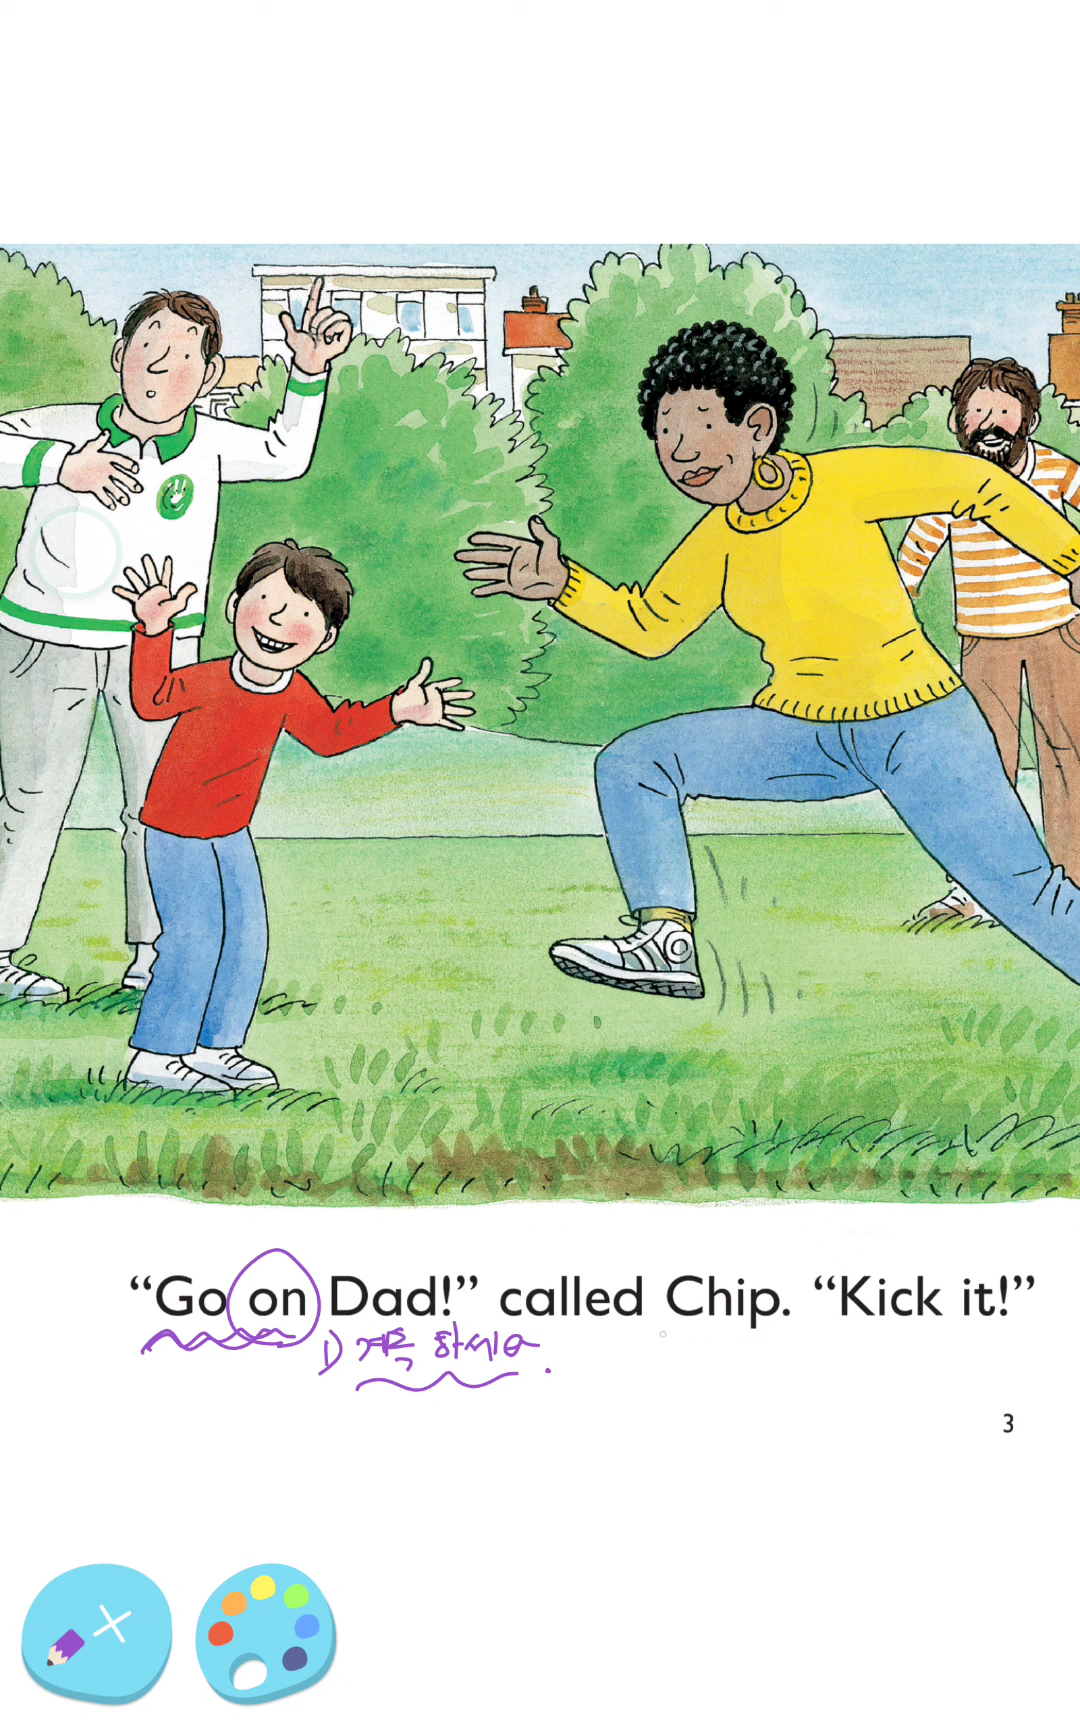 “Go on Dad!” called Chip. “Kick it!”
1) 계속 하세요.
3